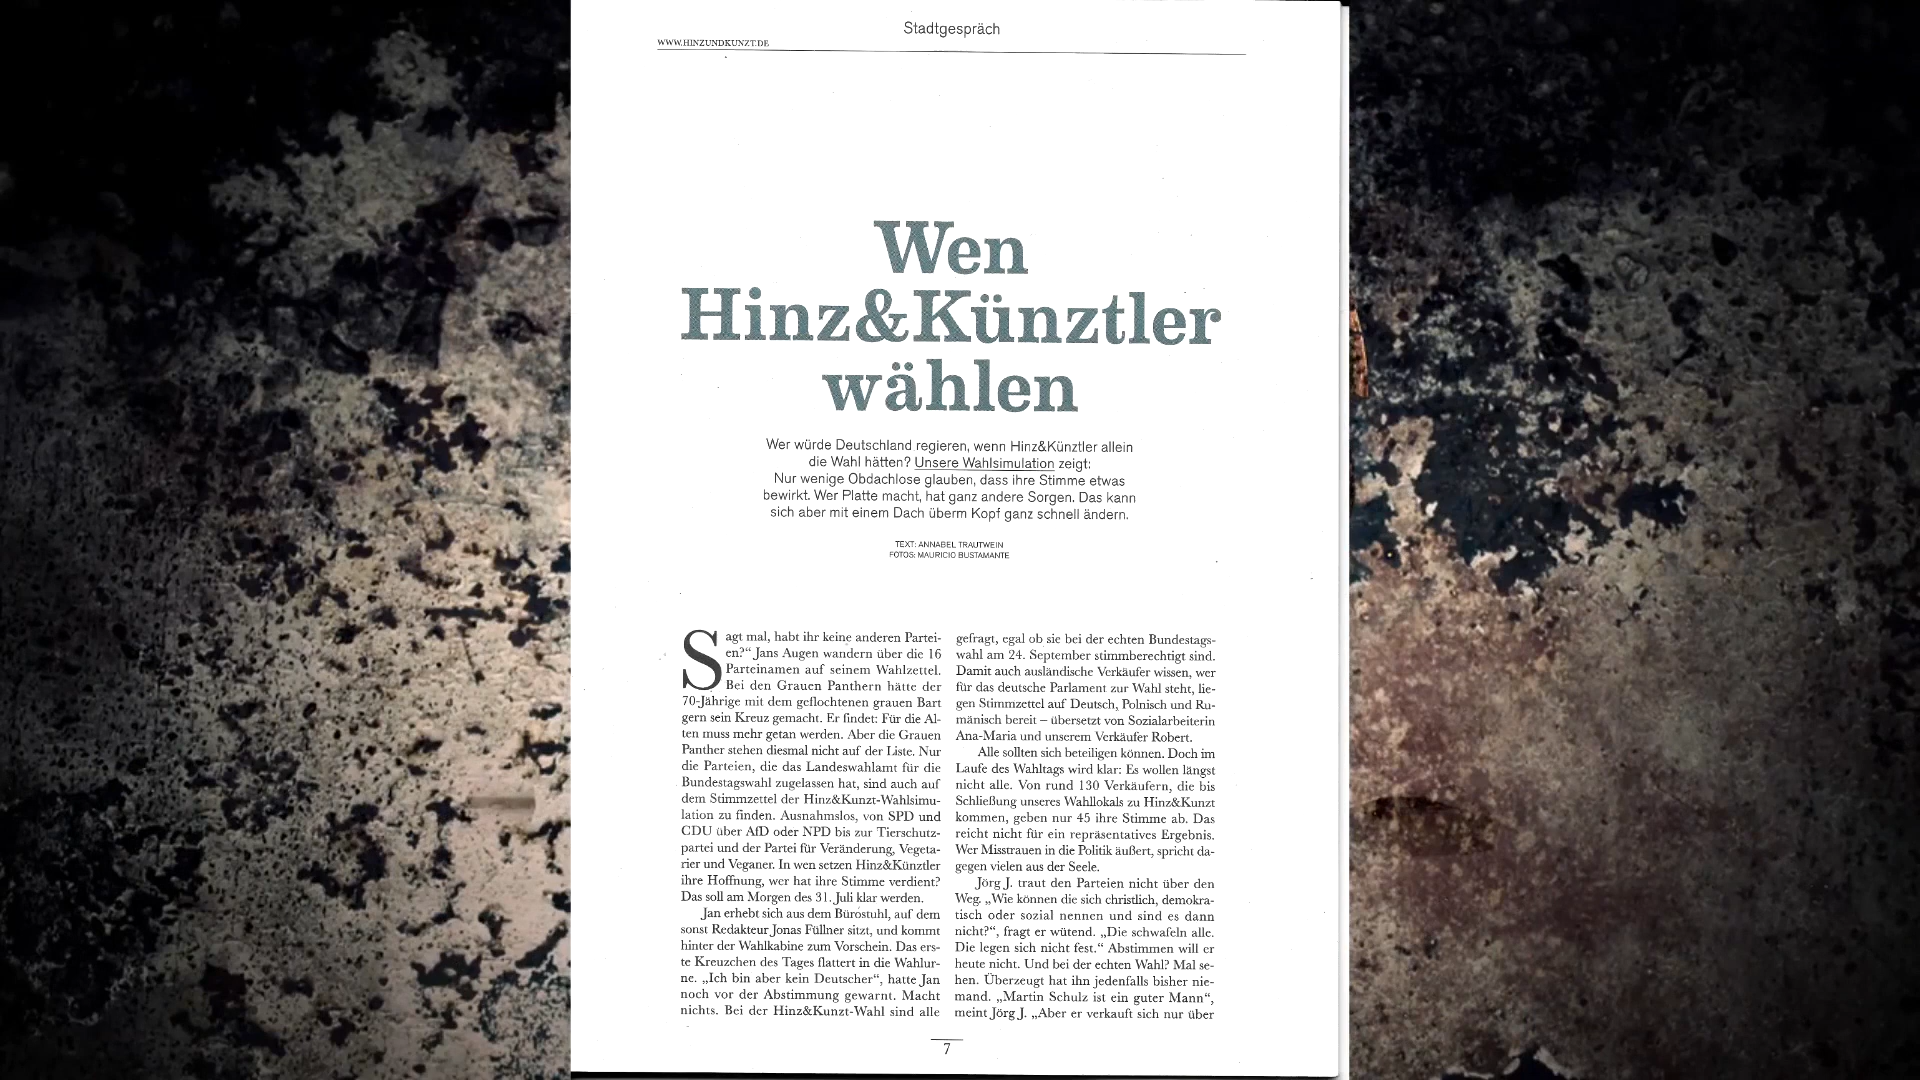 Stadtgespräch
WWW.HINZUNDKUNZT.DE
Wen
Hinz&Künztler
wählen
Wer würde Deutschland regieren, wenn Hinz&Künztler allein
die Wahl hätten? Unsere Wahlsimulation zeigt:
Nur wenige Obdachlose glauben, dass ihre Stimme etwas
bewirkt. Wer Platte macht, hat ganz andere Sorgen. Das kann
sich aber mit einem Dach überm Kopf ganz schnell ändern.
TEXT: ANNABEL TRAUTWEIN
FOTOS: MAURICIO BUSTAMANTE
Sagt mal, habt ihr keine anderen Partei-
en?“ Jans Augen wandern über die 16
Parteinamen auf seinem Wahlzettel.
Bei den Grauen Panthern hätte der
70-Jährige mit dem geflochtenen grauen Bart
gern sein Kreuz gemacht. Er findet: Für die Al-
ten muss mehr getan werden. Aber die Grauen
Panther stehen diesmal nicht auf der Liste. Nur
die Parteien, die das Landeswahlamt für die
Bundestagswahl zugelassen hat, sind auch auf
dem Stimmzettel der Hinz&Kunzt-Wahlsimu-
lation zu finden. Ausnahmslos, von SPD und
CDU über AfD oder NPD bis zur Tierschutz-
partei und der Partei für Veränderung, Vegeta-
rier und Veganer. In wen setzen Hinz&Künztler
ihre Hoffnung, wer hat ihre Stimme verdient?
Das soll am Morgen des 31. Juli klar werden.
Jan erhebt sich aus dem Bürostuhl, auf dem
sonst Redakteur Jonas Füllner sitzt, und kommt
hinter der Wahlkabine zum Vorschein. Das ers-
te Kreuzchen des Tages flattert in die Wahlur-
ne. „Ich bin aber kein Deutscher“, hatte Jan
noch vor der Abstimmung gewarnt. Macht
nichts. Bei der Hinz&Kunzt-Wahl sind alle
gefragt, egal ob sie bei der echten Bundestags-
wahl am 24. September stimmberechtigt sind.
Damit auch ausländische Verkäufer wissen, wer
für das deutsche Parlament zur Wahl steht, lie-
gen Stimmzettel auf Deutsch, Polnisch und Ru-
mänisch bereit – übersetzt von Sozialarbeiterin
Ana-Maria und unserem Verkäufer Robert.
Alle sollten sich beteiligen können. Doch im
Laufe des Wahltags wird klar: Es wollen längst
nicht alle. Von rund 130 Verkäufern, die bis
Schließung unseres Wahllokals zu Hinz&Kunzt
kommen, geben nur 45 ihre Stimme ab. Das
reicht nicht für ein repräsentatives Ergebnis.
Wer Misstrauen in die Politik äußert, spricht da-
gegen vielen aus der Seele.
Jörg J. traut den Parteien nicht über den
Weg. „Wie können die sich christlich, demokra-
tisch oder sozial nennen und sind es dann
nicht?“, fragt er wütend. „Die schwafeln alle.
Die legen sich nicht fest.“ Abstimmen will er
heute nicht. Und bei der echten Wahl? Mal se-
hen. Überzeugt hat ihn jedenfalls bisher nie-
mand. „Martin Schulz ist ein guter Mann“,
meint Jörg J. „Aber er verkauft sich nur über
7